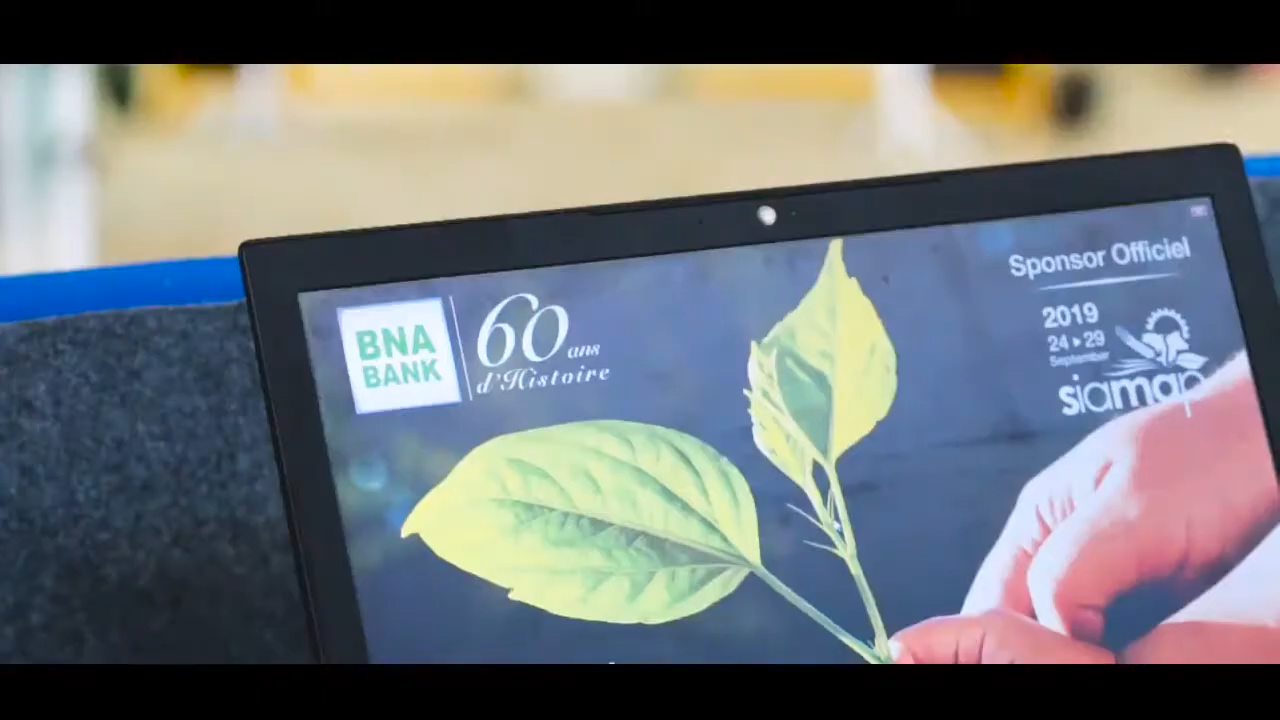 BNA
BANK
60 ans
d'Histoire
Sponsor Officiel
2019
24 ▸ 29
September
siamap